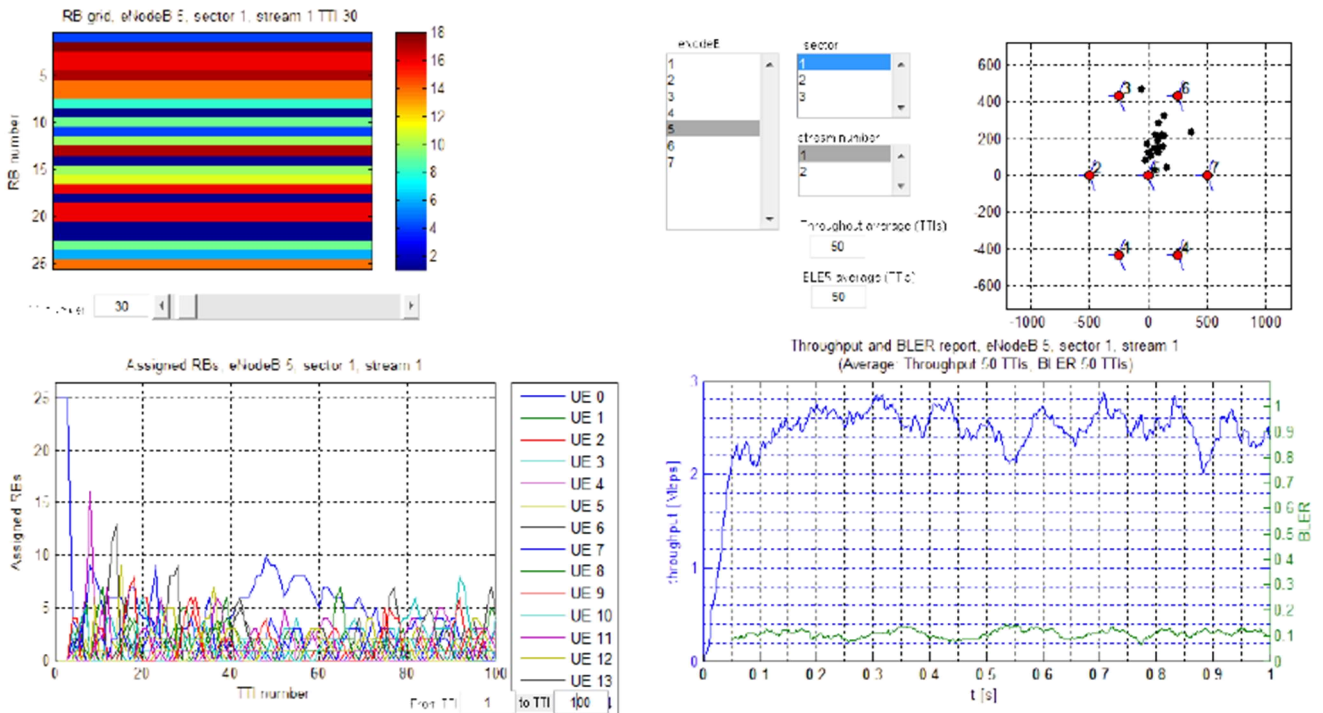 RB grid, eNodeB 5, sector 1, stream 1 TTI 30
RB number
5
10
15
20
25
18
16
14
12
10
8
6
4
2
30
eNodeB
1
2
3
4
5
6
7
sector
1
2
3
stream number
1
2
Throughput average (TTIs)
50
BLER average (TTIs)
50
600
400
200
0
-200
-400
-600
-1000
-500
0
500
1000
3
6
2
7
1
4
Assigned RBs, eNodeB 5, sector 1, stream 1
Assigned RBs
25
20
15
10
5
0
0
20
40
60
80
100
TTI number
UE 0
UE 1
UE 2
UE 3
UE 4
UE 5
UE 6
UE 7
UE 8
UE 9
UE 10
UE 11
UE 12
UE 13
From TTI 1 to TTI 100
Throughput and BLER report, eNodeB 5, sector 1, stream 1
(Average: Throughput 50 TTIs, BLER 50 TTIs)
throughput [Mbps]
3
2
1
0
BLER
1
0.9
0.8
0.7
0.6
0.5
0.4
0.3
0.2
0.1
0
0
0.1
0.2
0.3
0.4
0.5
0.6
0.7
0.8
0.9
1
t [s]